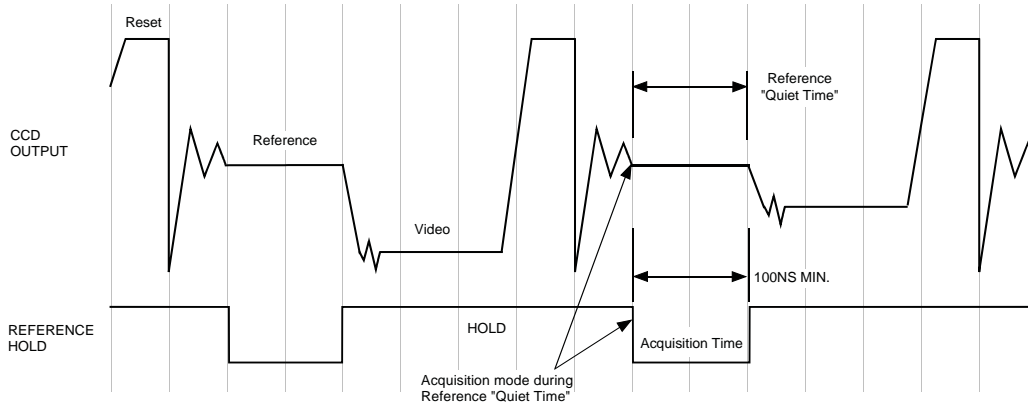 Reset
Reference
"Quiet Time"
CCD
OUTPUT
Reference
Video
100NS MIN.
REFERENCE
HOLD
HOLD
Acquisition Time
Acquisition mode during
Reference "Quiet Time"